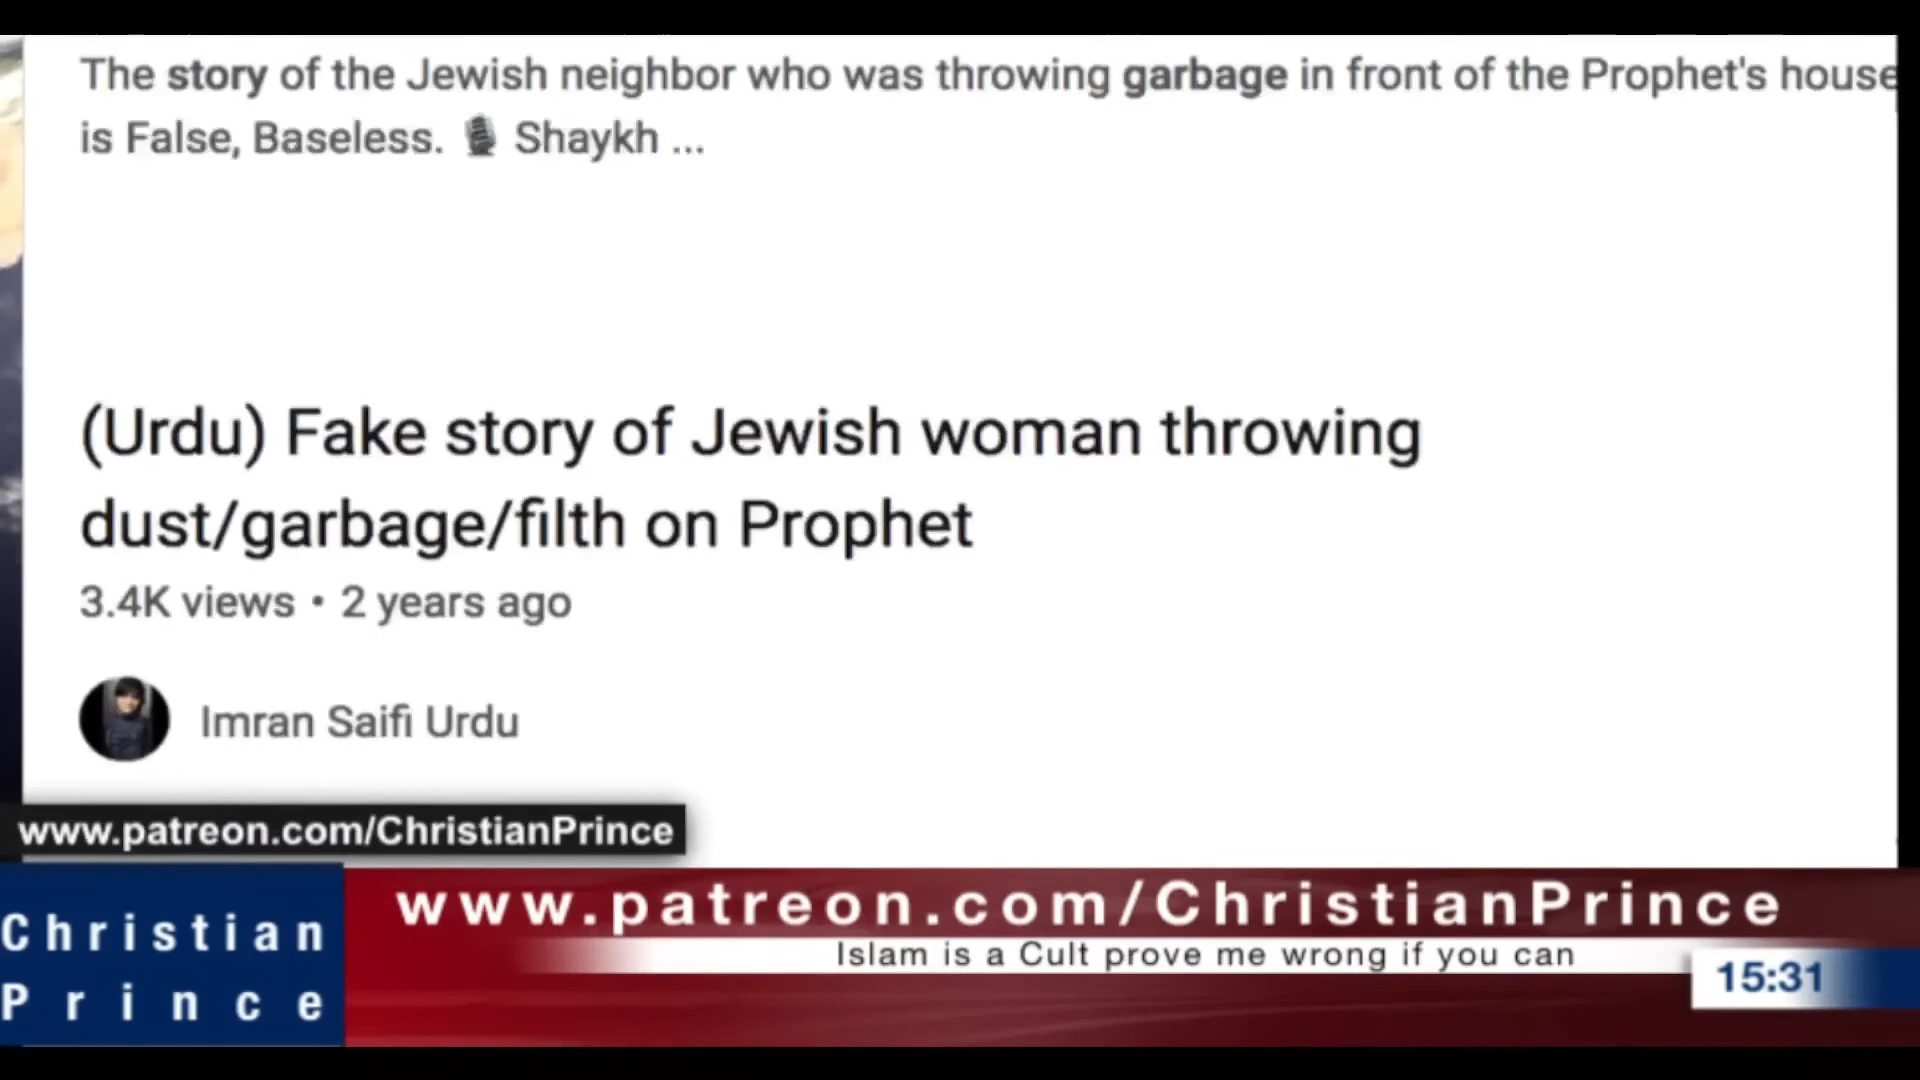 The story of the Jewish neighbor who was throwing garbage in front of the Prophet's house
is False, Baseless. Shaykh ...
(Urdu) Fake story of Jewish woman throwing
dust/garbage/filth on Prophet
3.4K views • 2 years ago
Imran Saifi Urdu
www.patreon.com/ChristianPrince
Christian
Prince
www.patreon.com/ChristianPrince
Islam is a Cult prove me wrong if you can
15:31